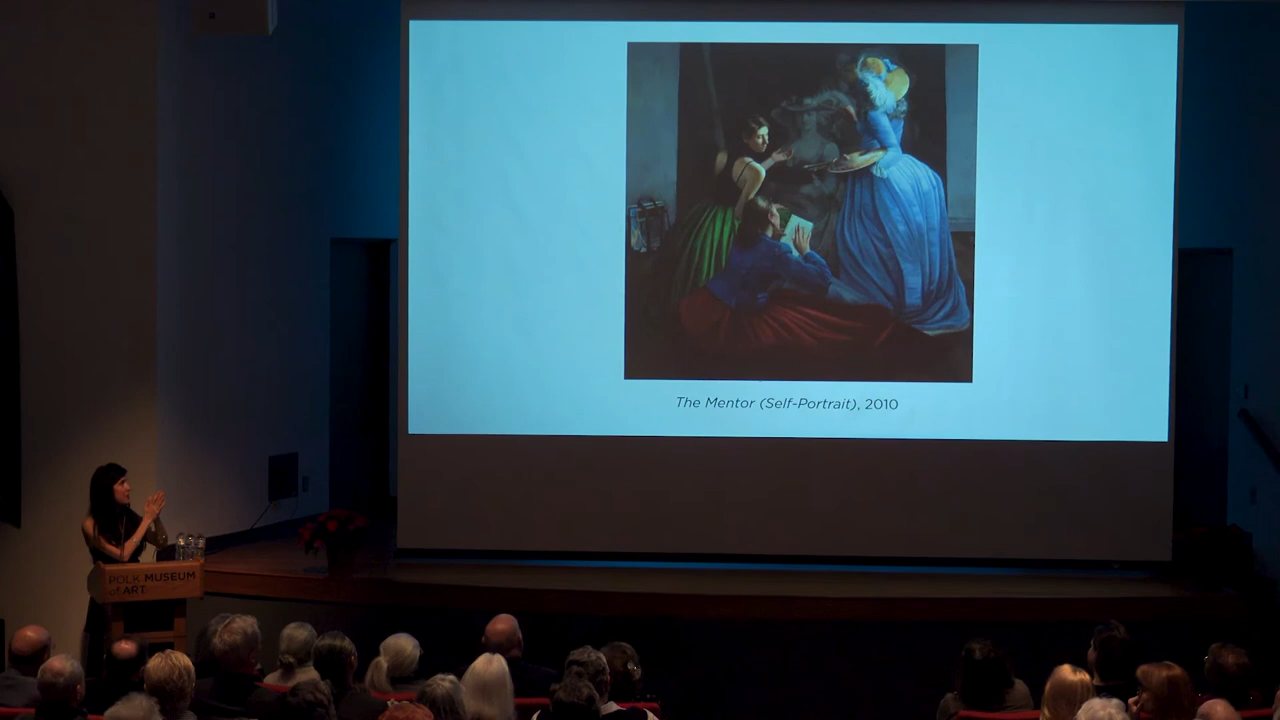 The Mentor (Self-Portrait), 2010
POLK MUSEUM
of ART